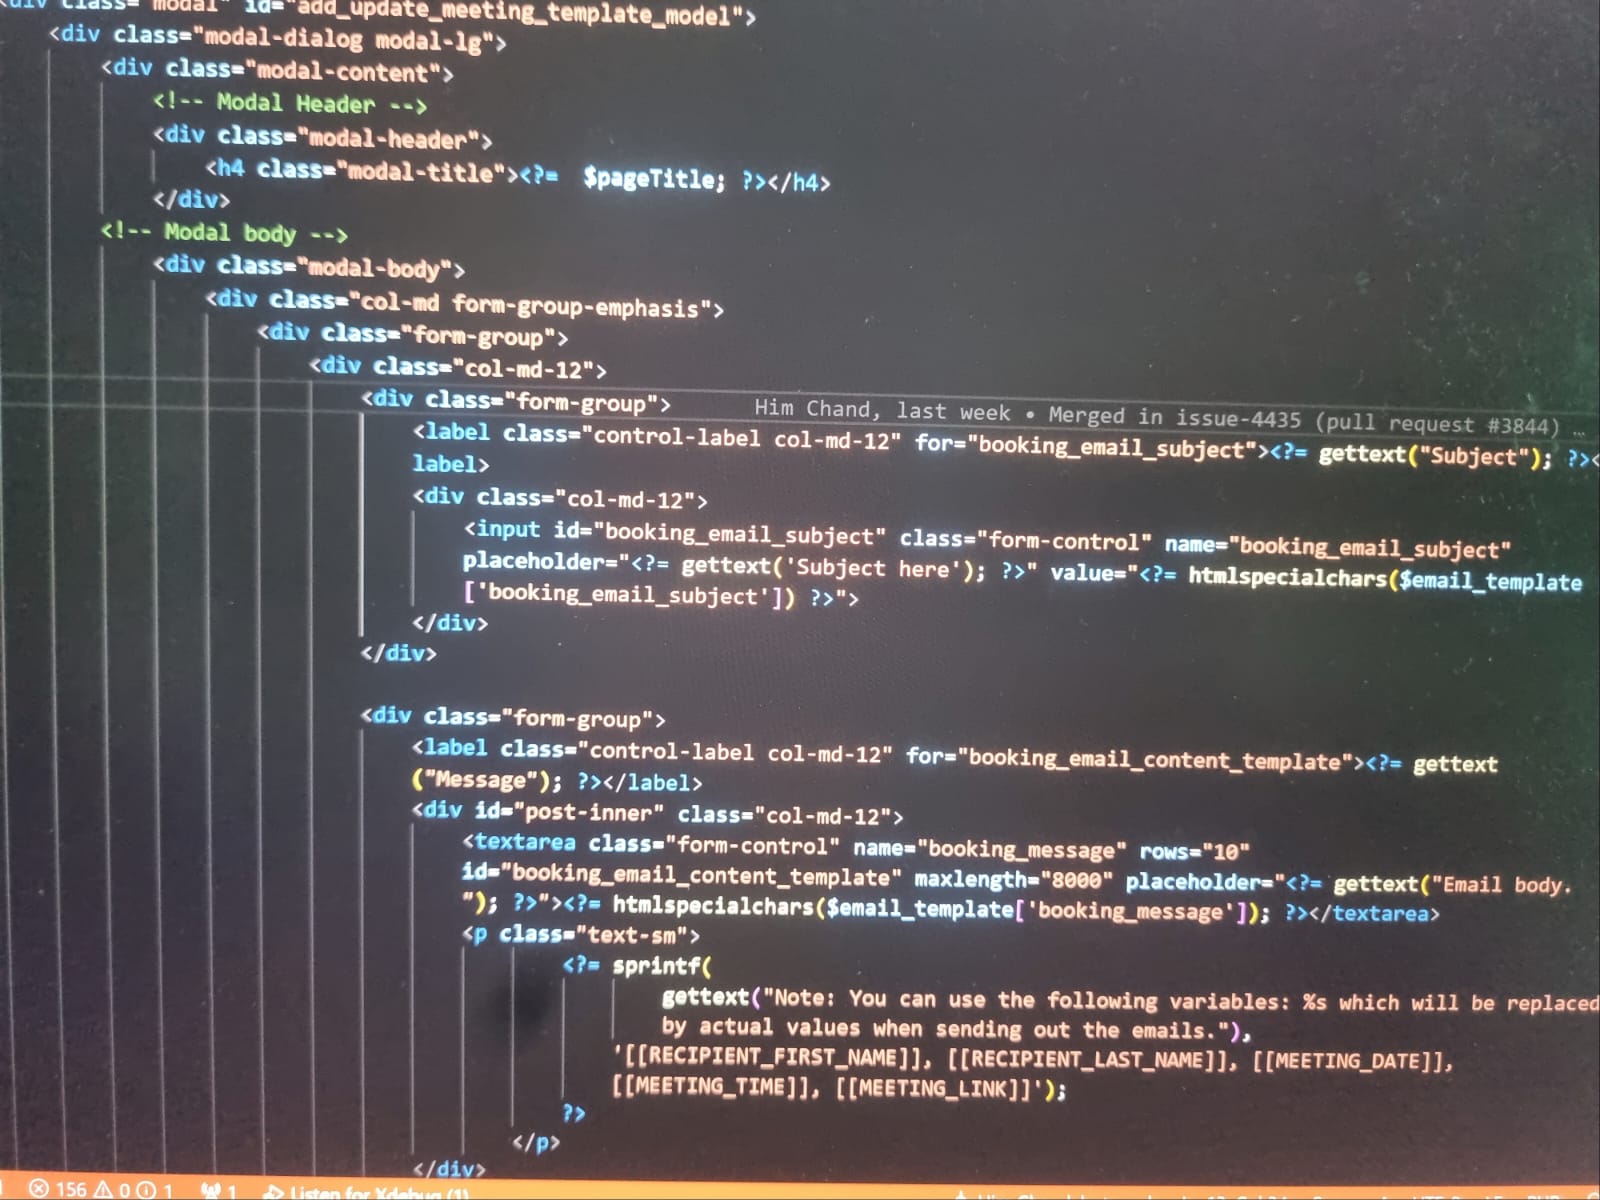 <div class="modal" id="add_update_meeting_template_model">
<div class="modal-dialog modal-lg">
<div class="modal-content">
<!-- Modal Header -->
<div class="modal-header">
<h4 class="modal-title"><?=  $pageTitle; ?></h4>
</div>
<!-- Modal body -->
<div class="modal-body">
<div class="col-md form-group-emphasis">
<div class="form-group">
<div class="col-md-12">
<div class="form-group"> Him Chand, last week • Merged in issue-4435 (pull request #3844) …
<label class="control-label col-md-12" for="booking_email_subject"><?= gettext("Subject"); ?><
label>
<div class="col-md-12">
<input id="booking_email_subject" class="form-control" name="booking_email_subject"
placeholder="<?= gettext('Subject here'); ?>" value="<?= htmlspecialchars($email_template
['booking_email_subject']) ?>">
</div>
</div>
<div class="form-group">
<label class="control-label col-md-12" for="booking_email_content_template"><?= gettext
("Message"); ?></label>
<div id="post-inner" class="col-md-12">
<textarea class="form-control" name="booking_message" rows="10"
id="booking_email_content_template" maxlength="8000" placeholder="<?= gettext("Email body.
"); ?>"><?= htmlspecialchars($email_template['booking_message']); ?></textarea>
<p class="text-sm">
<?= sprintf(
gettext("Note: You can use the following variables: %s which will be replaced
by actual values when sending out the emails."),
'[[RECIPIENT_FIRST_NAME]], [[RECIPIENT_LAST_NAME]], [[MEETING_DATE]],
[[MEETING_TIME]], [[MEETING_LINK]]');
?>
</p>
</div>
156 0 1 1 Listen for Xdebug (1)